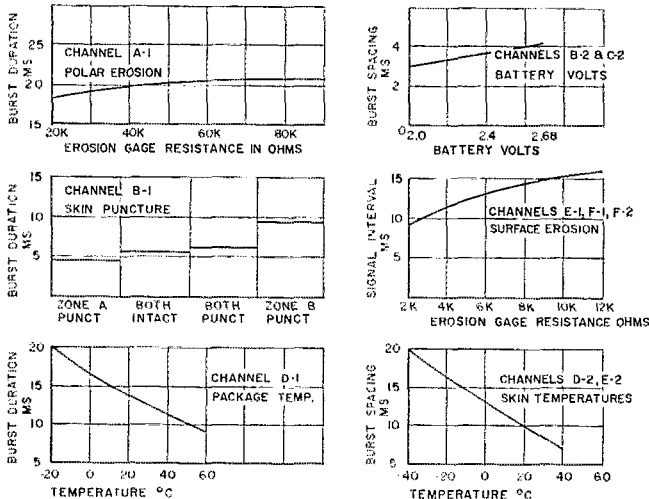 BURST DURATION
MS
25
20
15
CHANNEL A-1
POLAR EROSION
20K 40K 60K 80K
EROSION GAGE RESISTANCE IN OHMS
BURST SPACING
MS
4
2
0
CHANNELS B-2 & C-2
BATTERY VOLTS
2.0 2.4 2.68
BATTERY VOLTS
BURST DURATION
MS
15
10
5
CHANNEL B-1
SKIN PUNCTURE
ZONE A PUNCT
BOTH INTACT
BOTH PUNCT
ZONE B PUNCT
SIGNAL INTERVAL
MS
15
10
CHANNELS E-1, F-1, F-2
SURFACE EROSION
2K 4K 6K 8K 10K 12K
EROSION GAGE RESISTANCE OHMS
BURST DURATION
MS
20
15
10
5
CHANNEL D-1
PACKAGE TEMP.
-20 0 20 40 60
TEMPERATURE °C
BURST SPACING
MS
20
15
10
5
CHANNELS D-2, E-2
SKIN TEMPERATURES
-40 -20 0 20 40 60
TEMPERATURE °C